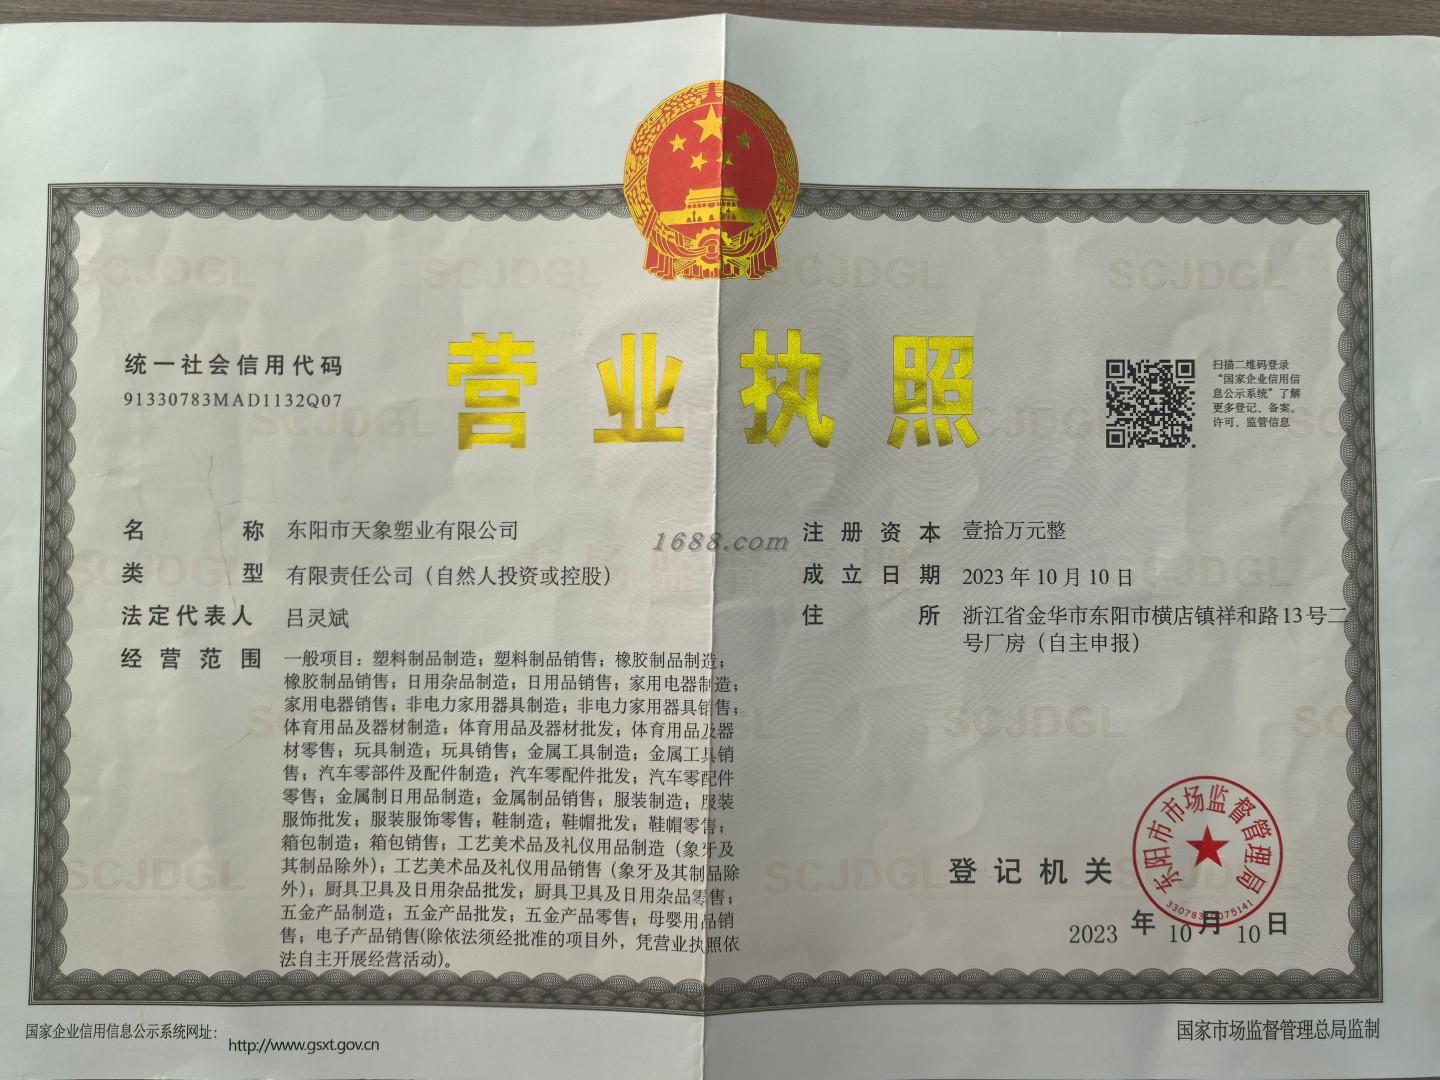 营业执照
统一社会信用代码
91330783MAD1132Q07
扫描二维码登录
“国家企业信用信
息公示系统”了解
更多登记、备案、
许可、监管信息
名称 东阳市天象塑业有限公司
类型 有限责任公司（自然人投资或控股）
法定代表人 吕灵斌
经营范围 一般项目：塑料制品制造；塑料制品销售；橡胶制品制造；
橡胶制品销售；日用杂品制造；日用品销售；家用电器制造；
家用电器销售；非电力家用器具制造；非电力家用器具销售；
体育用品及器材制造；体育用品及器材批发；体育用品及器
材零售；玩具制造；玩具销售；金属工具制造；金属工具销
售；汽车零部件及配件制造；汽车零配件批发；汽车零配件
零售；金属制日用品制造；金属制品销售；服装制造；服装
服饰批发；服装服饰零售；鞋制造；鞋帽批发；鞋帽零售；
箱包制造；箱包销售；工艺美术品及礼仪用品制造（象牙及
其制品除外）；工艺美术品及礼仪用品销售（象牙及其制品除
外）；厨具卫具及日用杂品批发；厨具卫具及日用杂品零售；
五金产品制造；五金产品批发；五金产品零售；母婴用品销
售；电子产品销售(除依法须经批准的项目外，凭营业执照依
法自主开展经营活动)。
注册资本 壹拾万元整
成立日期 2023年10月10日
住所 浙江省金华市东阳市横店镇祥和路13号二
号厂房（自主申报）
1688.com
登记机关
东阳市市场监督管理局
2023年10月10日
国家企业信用信息公示系统网址：
http://www.gsxt.gov.cn
国家市场监督管理总局监制
SCJDGL